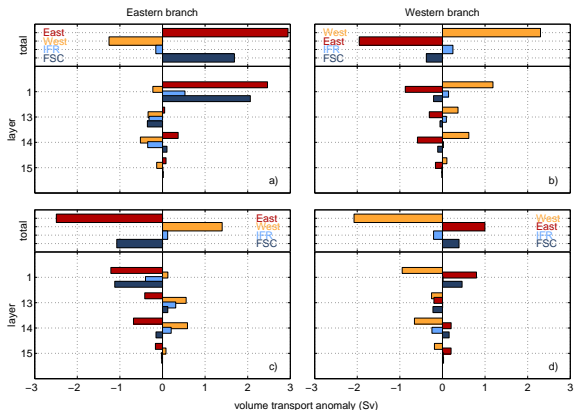 Eastern branch
Western branch
total
East
West
IFR
FSC
West
East
IFR
FSC
layer
1
13
14
15
a)
b)
total
East
West
IFR
FSC
West
East
IFR
FSC
layer
1
13
14
15
c)
d)
−3 −2 −1 0 1 2 3
−3 −2 −1 0 1 2 3
volume transport anomaly (Sv)